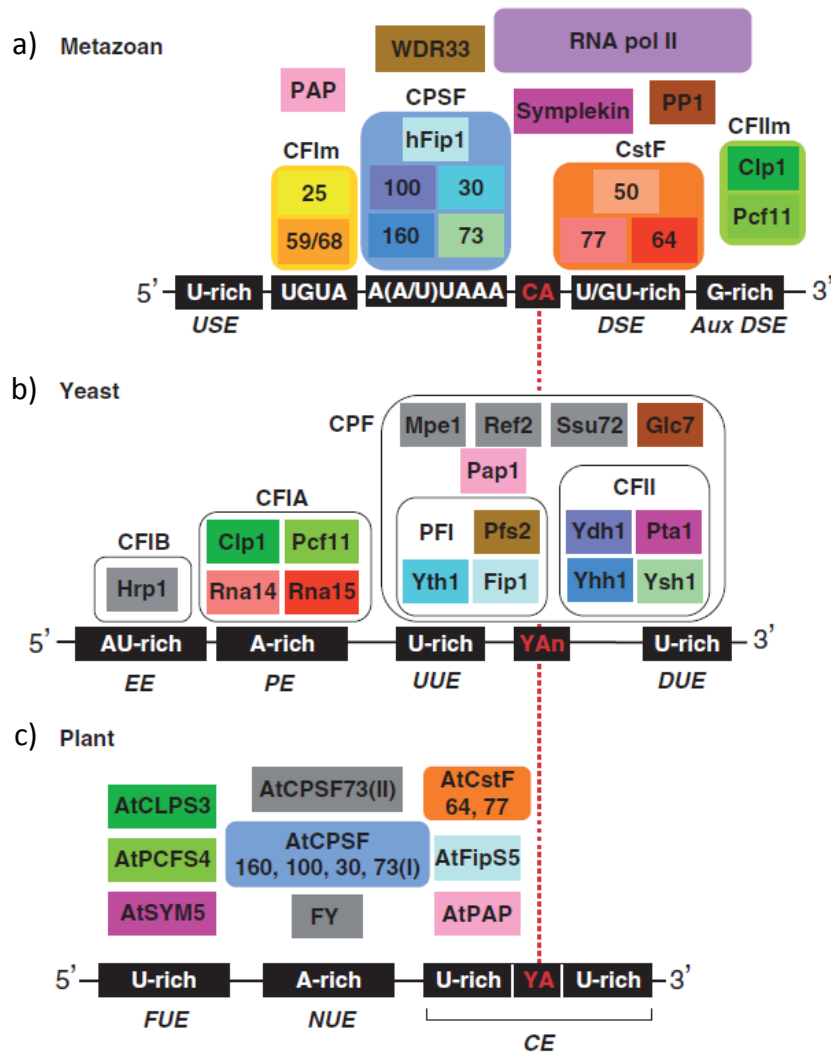 a) Metazoan
WDR33
RNA pol II
PAP
CPSF
Symplekin
PP1
CFIm
hFip1
CstF
CFIIm
25
100
30
50
Clp1
59/68
160
73
77
64
Pcf11
5’
U-rich
UGUA
A(A/U)UAAA
CA
U/GU-rich
G-rich
3’
USE
DSE
Aux DSE
b) Yeast
CPF
Mpe1
Ref2
Ssu72
Glc7
Pap1
CFIA
CFII
CFIB
Clp1
Pcf11
PFI
Pfs2
Ydh1
Pta1
Hrp1
Rna14
Rna15
Yth1
Fip1
Yhh1
Ysh1
5’
AU-rich
A-rich
U-rich
YAn
U-rich
3’
EE
PE
UUE
DUE
c) Plant
AtCLPS3
AtCPSF73(II)
AtCstF
64, 77
AtPCFS4
AtCPSF
160, 100, 30, 73(I)
AtFipS5
AtSYM5
FY
AtPAP
5’
U-rich
A-rich
U-rich
YA
U-rich
3’
FUE
NUE
CE